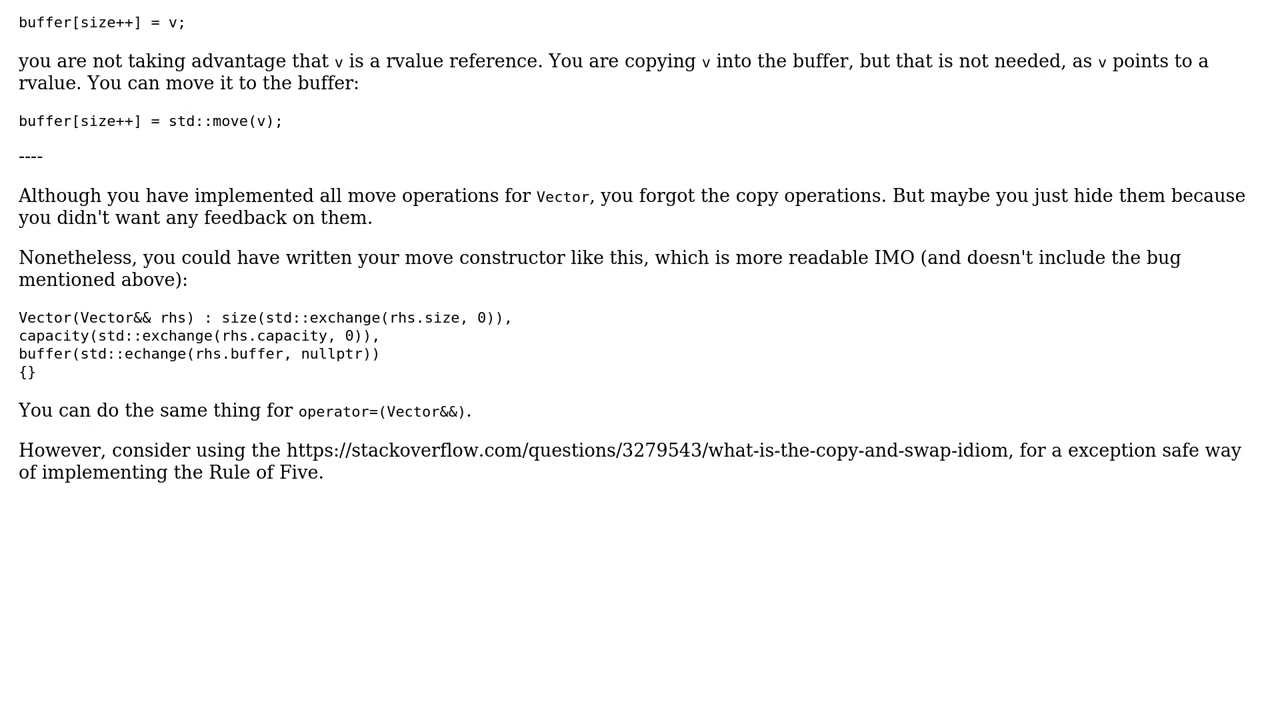 buffer[size++] = v;
you are not taking advantage that v is a rvalue reference. You are copying v into the buffer, but that is not needed, as v points to a
rvalue. You can move it to the buffer:
buffer[size++] = std::move(v);
----
Although you have implemented all move operations for Vector, you forgot the copy operations. But maybe you just hide them because
you didn't want any feedback on them.
Nonetheless, you could have written your move constructor like this, which is more readable IMO (and doesn't include the bug
mentioned above):
Vector(Vector&& rhs) : size(std::exchange(rhs.size, 0)),
capacity(std::exchange(rhs.capacity, 0)),
buffer(std::echange(rhs.buffer, nullptr))
{}
You can do the same thing for operator=(Vector&&).
However, consider using the https://stackoverflow.com/questions/3279543/what-is-the-copy-and-swap-idiom, for a exception safe way
of implementing the Rule of Five.